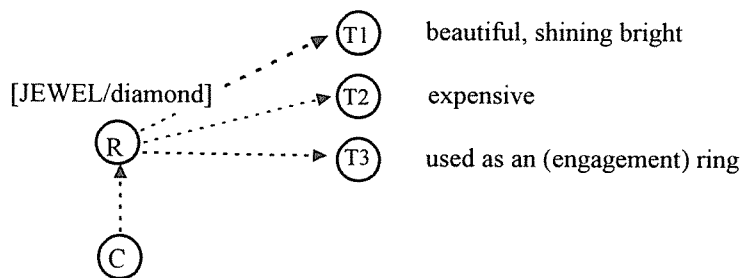 T1 beautiful, shining bright
[JEWEL/diamond]
T2 expensive
R
T3 used as an (engagement) ring
C